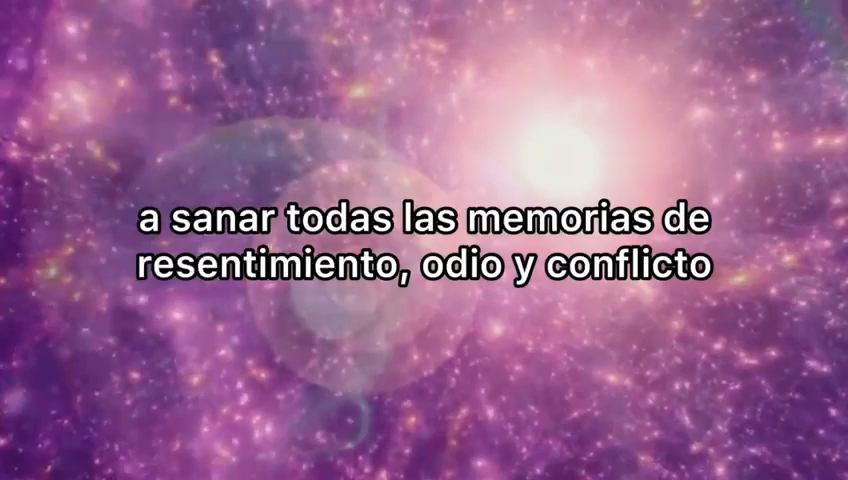 a sanar todas las memorias de
resentimiento, odio y conflicto